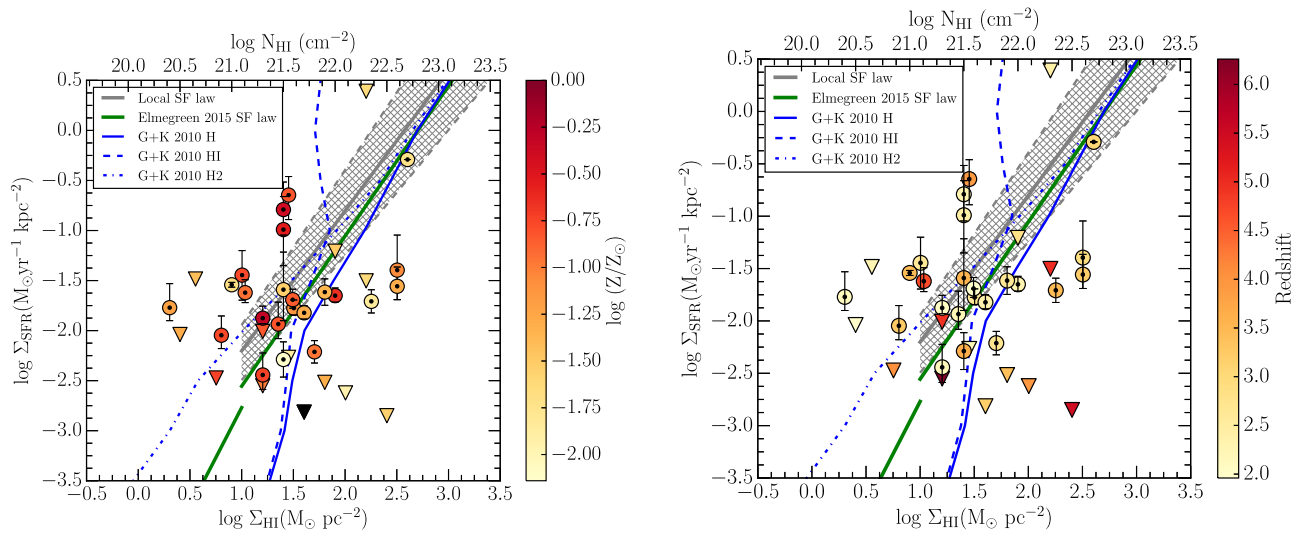 log N_HI (cm⁻²)
20.0 20.5 21.0 21.5 22.0 22.5 23.0 23.5
0.5
0.0
−0.5
−1.0
−1.5
−2.0
−2.5
−3.0
−3.5
log Σ_SFR(M_⊙yr⁻¹ kpc⁻²)
Local SF law
Elmegreen 2015 SF law
G+K 2010 H
G+K 2010 HI
G+K 2010 H2
−0.5 0.0 0.5 1.0 1.5 2.0 2.5 3.0 3.5
log Σ_HI(M_⊙ pc⁻²)
0.00
−0.25
−0.50
−0.75
−1.00
−1.25
−1.50
−1.75
−2.00
log (Z/Z_⊙)
log N_HI (cm⁻²)
20.0 20.5 21.0 21.5 22.0 22.5 23.0 23.5
0.5
0.0
−0.5
−1.0
−1.5
−2.0
−2.5
−3.0
−3.5
log Σ_SFR(M_⊙yr⁻¹ kpc⁻²)
Local SF law
Elmegreen 2015 SF law
G+K 2010 H
G+K 2010 HI
G+K 2010 H2
−0.5 0.0 0.5 1.0 1.5 2.0 2.5 3.0 3.5
log Σ_HI(M_⊙ pc⁻²)
6.0
5.5
5.0
4.5
4.0
3.5
3.0
2.5
2.0
Redshift